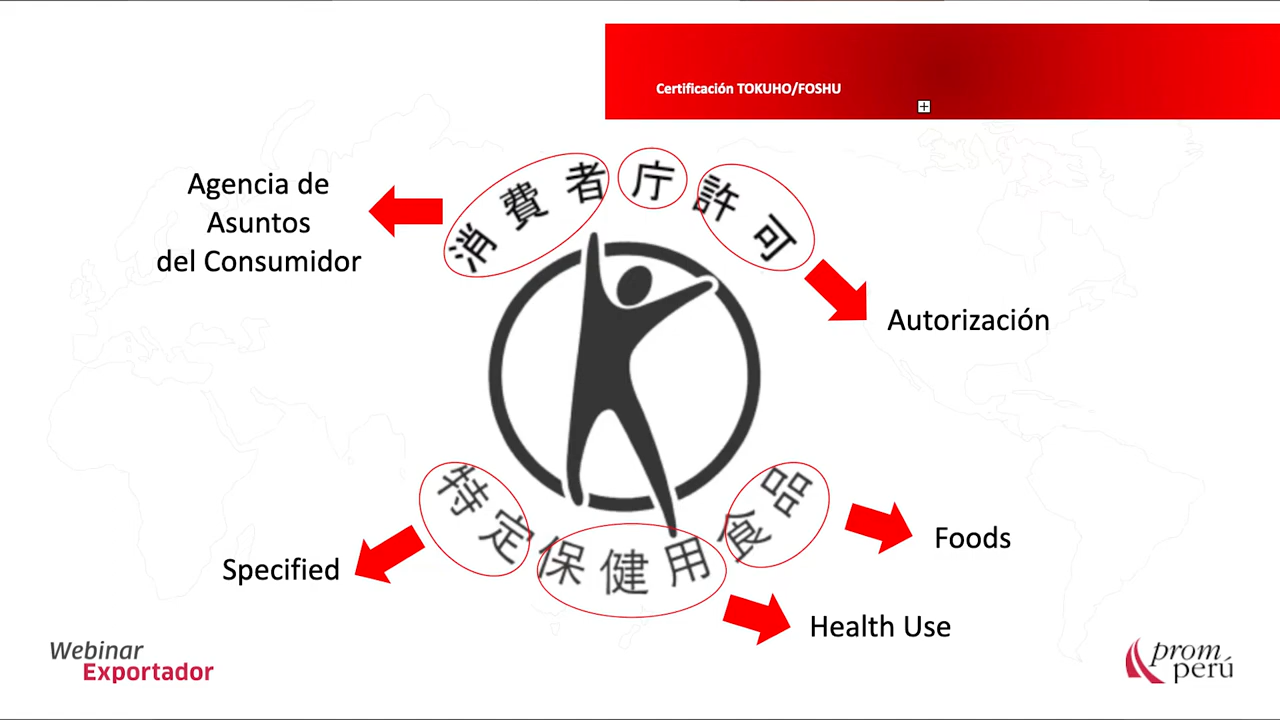 Certificación TOKUHO/FOSHU
Agencia de
Asuntos
del Consumidor
消費者庁許可
Autorización
特定保健用食品
Specified
Foods
Health Use
Webinar
Exportador
prom
perú